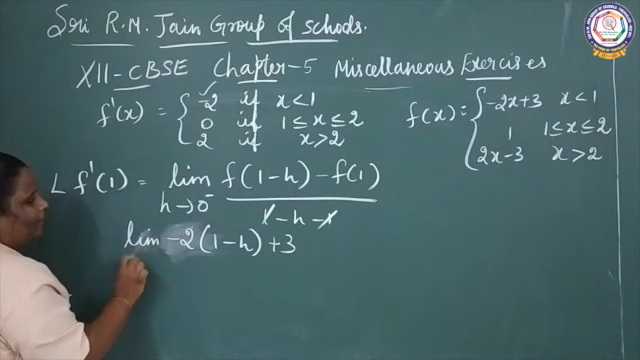 Sri R.M. Jain Group of schools.
XII-CBSE Chapter-5 Miscellaneous Exercises
f'(x) = { -2 if x < 1
0 if 1 ≤ x ≤ 2
2 if x > 2
f(x) = { -2x+3 x < 1
1 1 ≤ x ≤ 2
2x-3 x > 2
L f'(1) = lim h→0⁻ (f(1-h) - f(1)) / (1 - h - 1)
lim -2(1-h) + 3